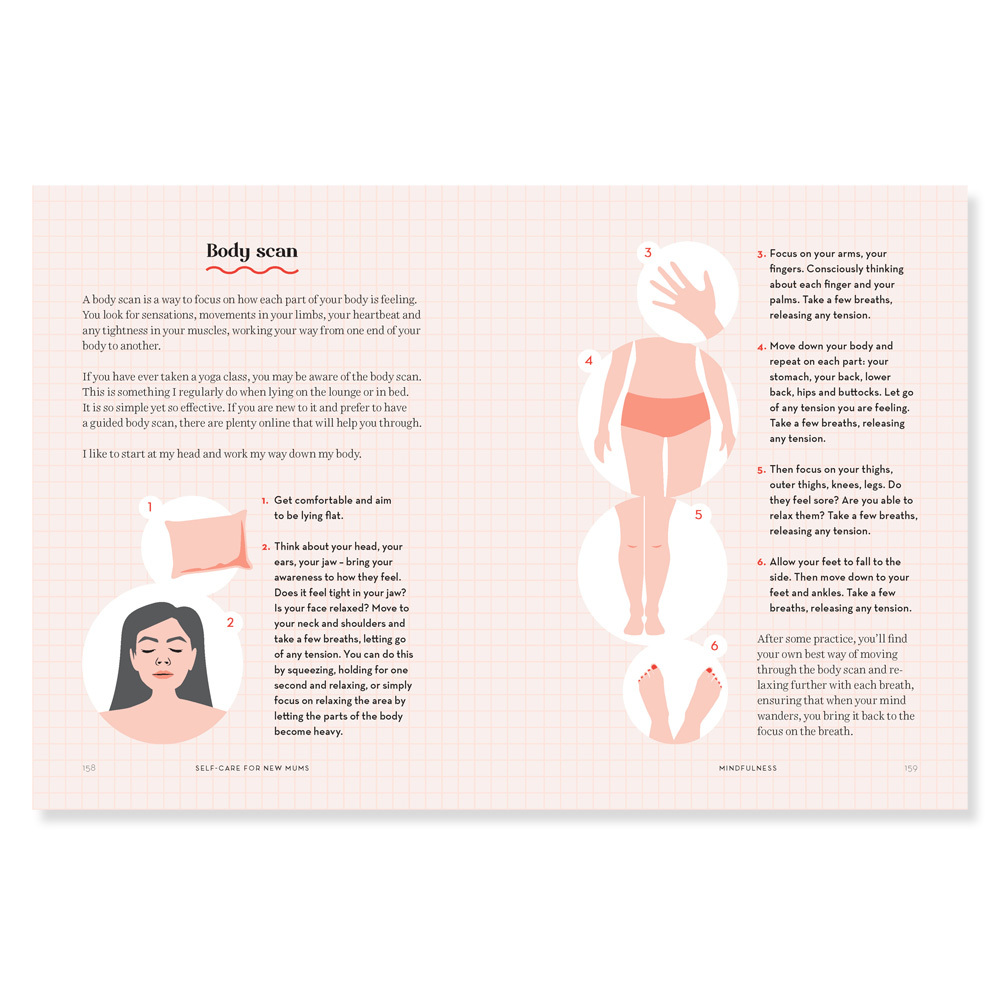 Body scan
A body scan is a way to focus on how each part of your body is feeling.
You look for sensations, movements in your limbs, your heartbeat and
any tightness in your muscles, working your way from one end of your
body to another.
If you have ever taken a yoga class, you may be aware of the body scan.
This is something I regularly do when lying on the lounge or in bed.
It is so simple yet so effective. If you are new to it and prefer to have
a guided body scan, there are plenty online that will help you through.
I like to start at my head and work my way down my body.
1
1. Get comfortable and aim
to be lying flat.
2
2. Think about your head, your
ears, your jaw – bring your
awareness to how they feel.
Does it feel tight in your jaw?
Is your face relaxed? Move to
your neck and shoulders and
take a few breaths, letting go
of any tension. You can do this
by squeezing, holding for one
second and relaxing, or simply
focus on relaxing the area by
letting the parts of the body
become heavy.
158
SELF-CARE FOR NEW MUMS
3
3. Focus on your arms, your
fingers. Consciously thinking
about each finger and your
palms. Take a few breaths,
releasing any tension.
4
4. Move down your body and
repeat on each part: your
stomach, your back, lower
back, hips and buttocks. Let go
of any tension you are feeling.
Take a few breaths, releasing
any tension.
5
5. Then focus on your thighs,
outer thighs, knees, legs. Do
they feel sore? Are you able to
relax them? Take a few breaths,
releasing any tension.
6
6. Allow your feet to fall to the
side. Then move down to your
feet and ankles. Take a few
breaths, releasing any tension.
After some practice, you'll find
your own best way of moving
through the body scan and re-
laxing further with each breath,
ensuring that when your mind
wanders, you bring it back to the
focus on the breath.
MINDFULNESS
159